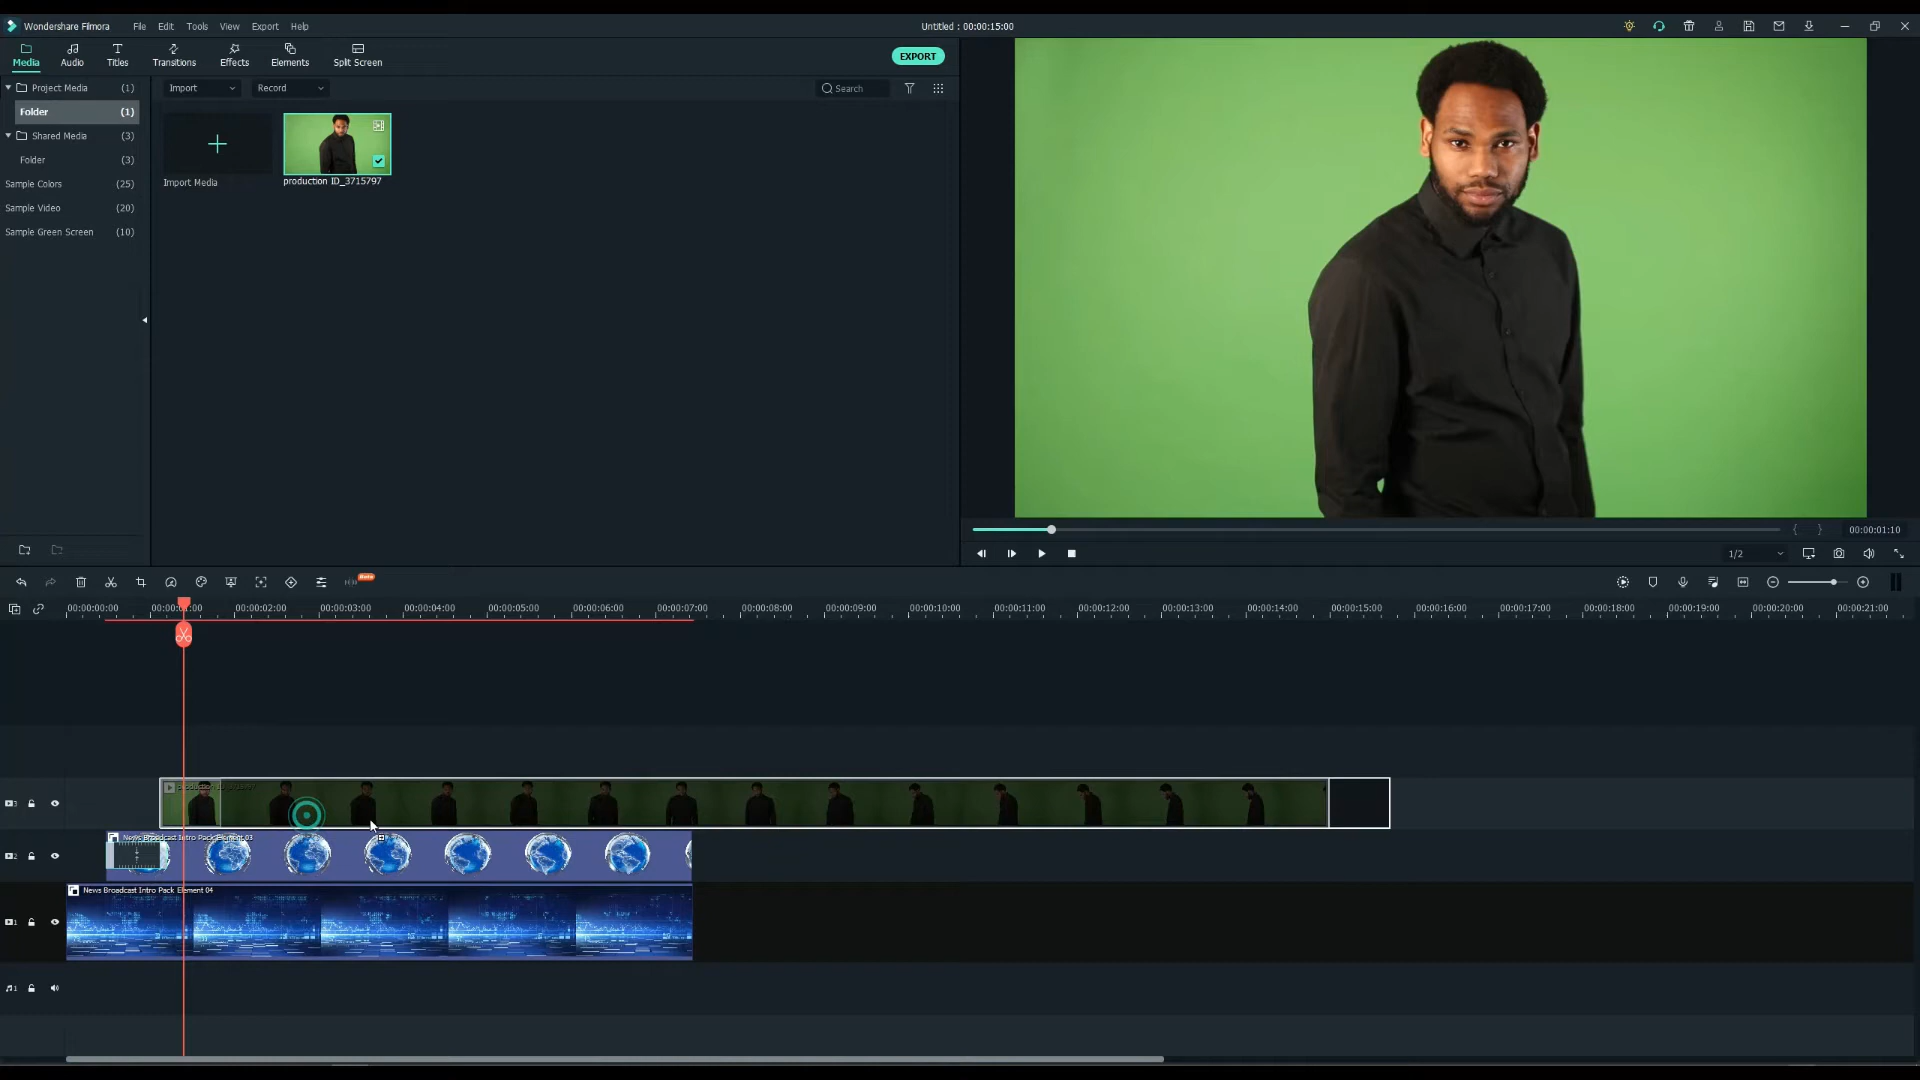 Wondershare Filmora File Edit Tools View Export Help Untitled : 00:00:15:00
Media Audio Titles Transitions Effects Elements Split Screen EXPORT
Project Media (1)
Folder (1)
Shared Media (3)
Folder (3)
Sample Colors (25)
Sample Video (20)
Sample Green Screen (10)
Import Record Search
Import Media production ID_3715797
00:00:01:10
1/2
Beta
00:00:00:00 00:00:01:00 00:00:02:00 00:00:03:00 00:00:04:00 00:00:05:00 00:00:06:00 00:00:07:00 00:00:08:00 00:00:09:00 00:00:10:00 00:00:11:00 00:00:12:00 00:00:13:00 00:00:14:00 00:00:15:00 00:00:16:00 00:00:17:00 00:00:18:00 00:00:19:00 00:00:20:00 00:00:21:00
production ID_3715797
3
News Broadcast Intro Pack Element 03
2
News Broadcast Intro Pack Element 04
1
1